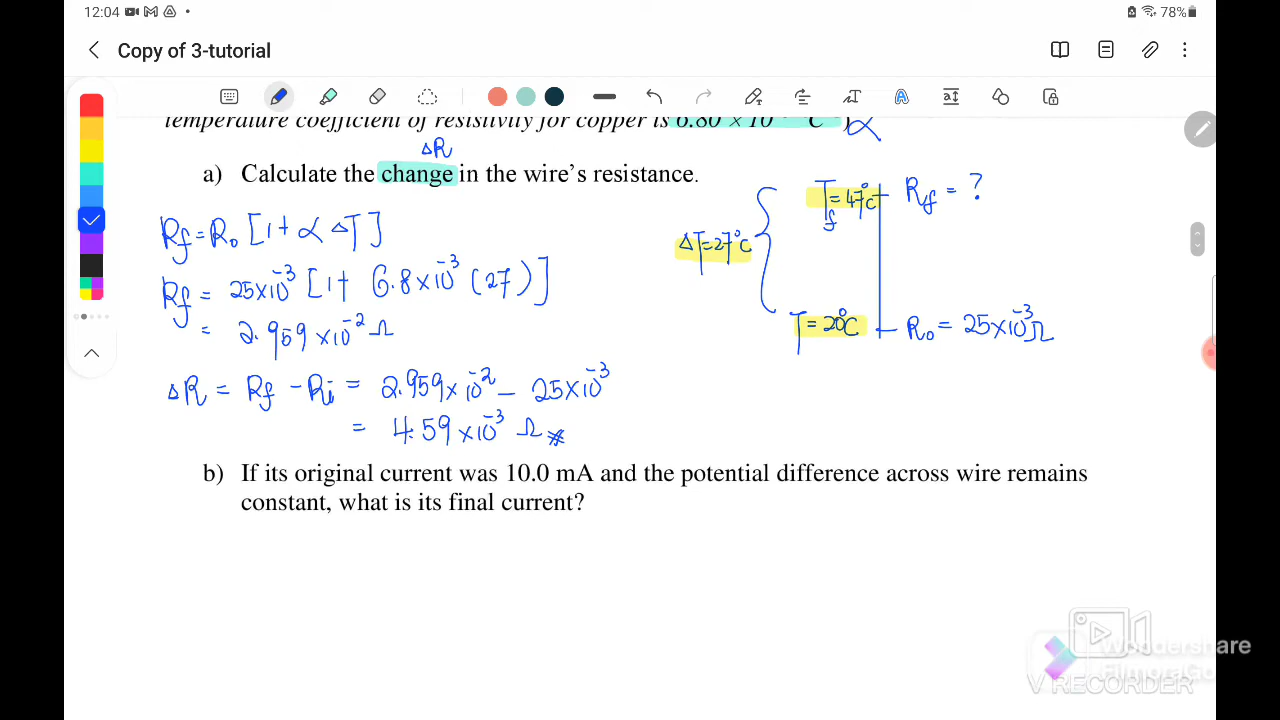 12:04
78%
Copy of 3-tutorial
temperature coefficient of resistivity for copper is 6.80 × 10 °C α
ΔR
a) Calculate the change in the wire's resistance.
Rf = R₀ [1 + α ΔT]
Rf = 25×10⁻³ [1+ 6.8×10⁻³ (27)]
= 2.959×10⁻² Ω
ΔR = Rf - Ri = 2.959×10⁻² - 25×10⁻³
= 4.59×10⁻³ Ω
Tf = 47°C Rf = ?
ΔT=27°C
T = 20°C R₀ = 25×10⁻³Ω
b) If its original current was 10.0 mA and the potential difference across wire remains
constant, what is its final current?
Wondershare
FilmoraGo
V RECORDER